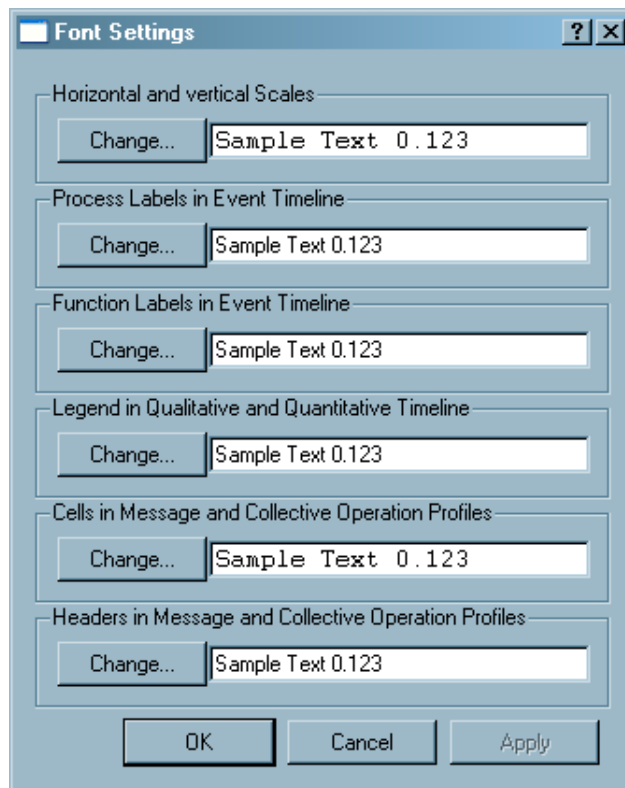 Font Settings
Horizontal and vertical Scales
Change... Sample Text 0.123
Process Labels in Event Timeline
Change... Sample Text 0.123
Function Labels in Event Timeline
Change... Sample Text 0.123
Legend in Qualitative and Quantitative Timeline
Change... Sample Text 0.123
Cells in Message and Collective Operation Profiles
Change... Sample Text 0.123
Headers in Message and Collective Operation Profiles
Change... Sample Text 0.123
OK Cancel Apply